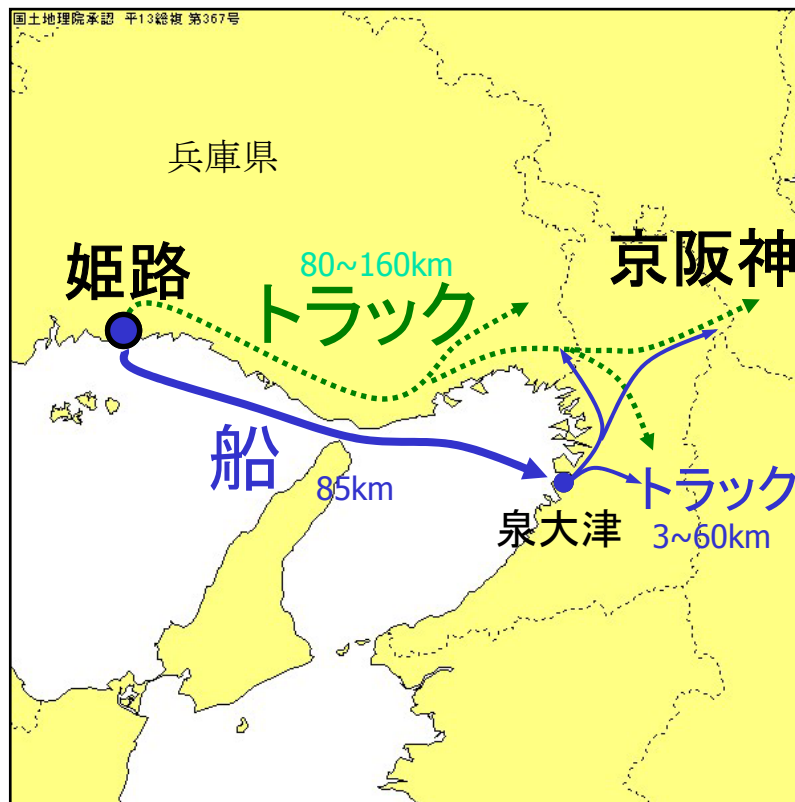 国土地理院承認 平13総複 第367号
兵庫県
姫路
京阪神
80~160km
トラック
船
85km
トラック
泉大津
3~60km